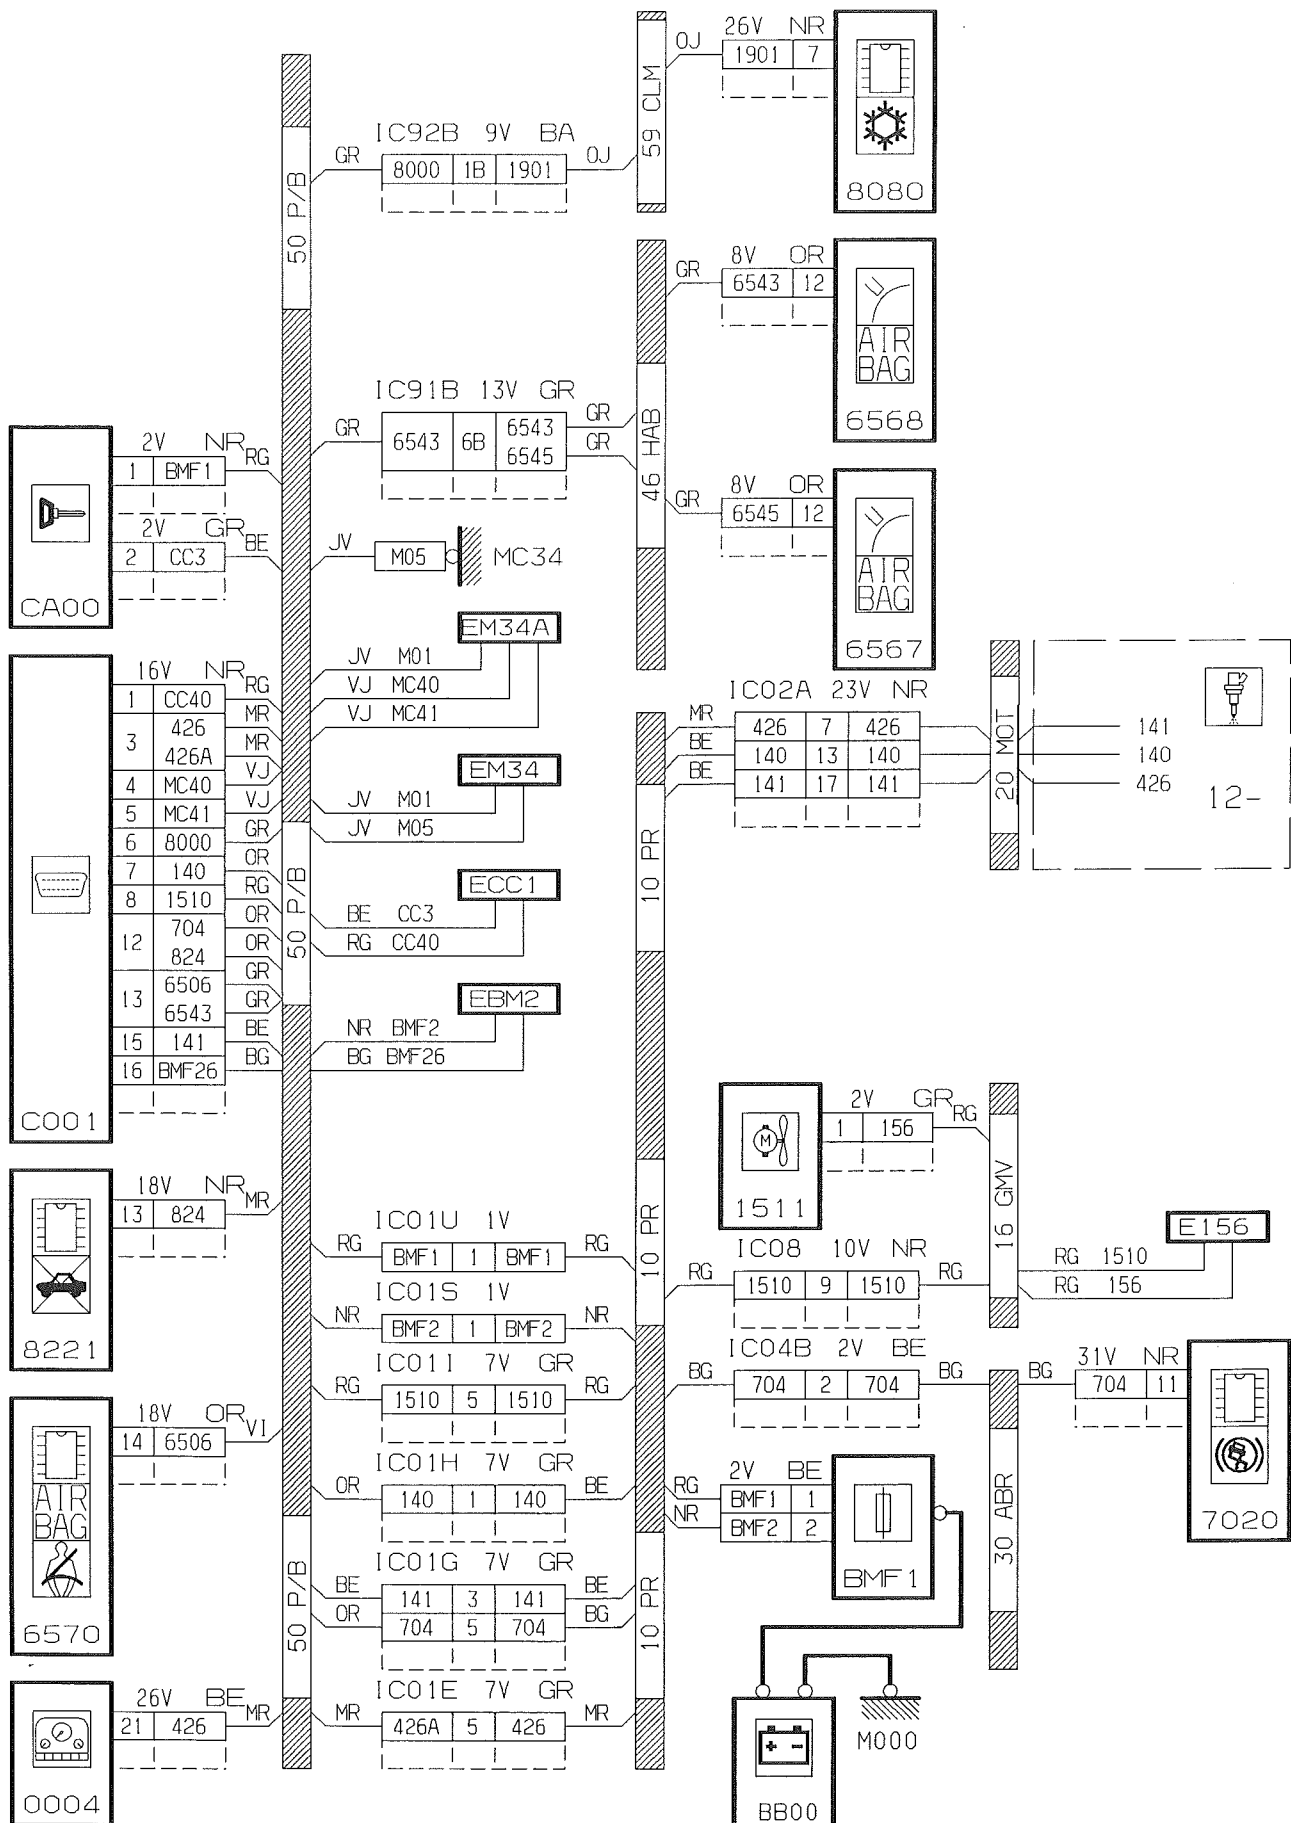 26V NR
OJ 1901 7
59 CLM
8080
IC92B 9V BA
GR 8000 1B 1901 OJ
50 P/B
8V OR
GR 6543 12
AIR
BAG
6568
IC91B 13V GR
GR 6543 6B 6543 GR
6545 GR
46 HAB
8V OR
GR 6545 12
AIR
BAG
6567
2V NR
1 BMF1 RG
2V GR
2 CC3 BE
CA00
JV M05 MC34
EM34A
JV M01
VJ MC40
VJ MC41
EM34
JV M01
JV M05
ECC1
BE CC3
RG CC40
EBM2
NR BMF2
BG BMF26
16V NR
1 CC40 RG
3 426 MR
426A MR
4 MC40 VJ
5 MC41 VJ
6 8000 GR
7 140 OR
8 1510 RG
12 704 OR
824 OR
13 6506 GR
6543 GR
15 141 BE
16 BMF26 BG
C001
50 P/B
IC02A 23V NR
MR 426 7 426
BE 140 13 140
BE 141 17 141
10 PR
20 MOT
141
140
426
12-
2V GR
1 156 RG
1511
16 GMV
E156
RG 1510
RG 156
18V NR
13 824 MR
8221
IC01U 1V
RG BMF1 1 BMF1 RG
IC01S 1V
NR BMF2 1 BMF2 NR
IC01I 7V GR
RG 1510 5 1510 RG
IC01H 7V GR
OR 140 1 140 BE
IC01G 7V GR
BE 141 3 141 BE
OR 704 5 704 BG
IC01E 7V GR
MR 426A 5 426 MR
10 PR
IC08 10V NR
RG 1510 9 1510 RG
IC04B 2V BE
BG 704 2 704 BG
BG 31V NR
704 11
7020
30 ABR
2V BE
RG BMF1 1
NR BMF2 2
BMF1
18V OR
14 6506 VI
AIR
BAG
6570
50 P/B
10 PR
26V BE
21 426 MR
0004
M000
+ -
BB00
M